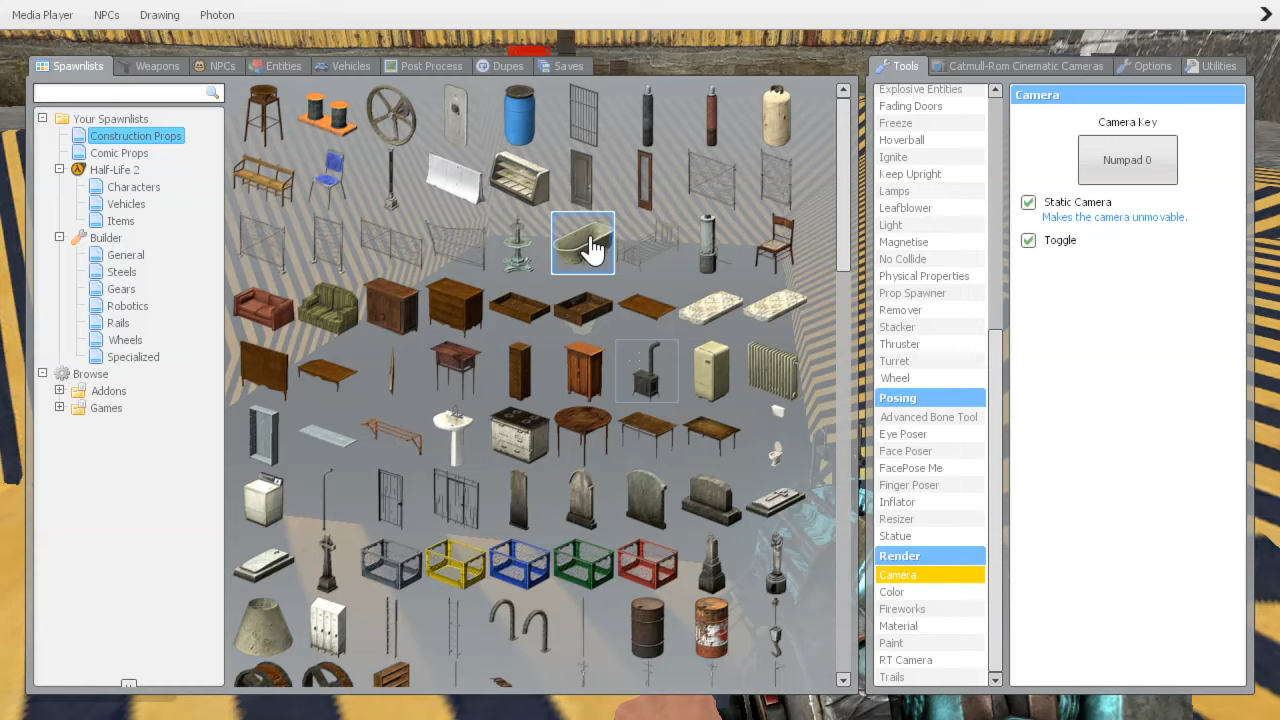 Media Player NPCs Drawing Photon
Spawnlists Weapons NPCs Entities Vehicles Post Process Dupes Saves
Your Spawnlists
Construction Props
Comic Props
Half-Life 2
Characters
Vehicles
Items
Builder
General
Steels
Gears
Robotics
Rails
Wheels
Specialized
Browse
Addons
Games
Tools Catmull-Rom Cinematic Cameras Options Utilities
Explosive Entities
Fading Doors
Freeze
Hoverball
Ignite
Keep Upright
Lamps
Leafblower
Light
Magnetise
No Collide
Physical Properties
Prop Spawner
Remover
Stacker
Thruster
Turret
Wheel
Posing
Advanced Bone Tool
Eye Poser
Face Poser
FacePose Me
Finger Poser
Inflator
Resizer
Statue
Render
Camera
Color
Fireworks
Material
Paint
RT Camera
Trails
Camera
Camera Key
Numpad 0
Static Camera
Makes the camera unmovable.
Toggle